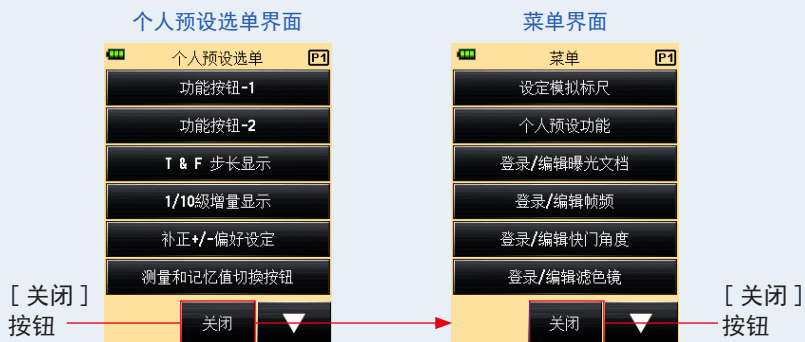 个人预设选单界面
个人预设选单
P1
功能按钮-1
功能按钮-2
T & F 步长显示
1/10级增量显示
补正+/-偏好设定
测量和记忆值切换按钮
关闭
[ 关闭 ]
按钮
菜单界面
菜单
P1
设定模拟标尺
个人预设功能
登录/编辑曝光文档
登录/编辑帧频
登录/编辑快门角度
登录/编辑滤色镜
关闭
[ 关闭 ]
按钮